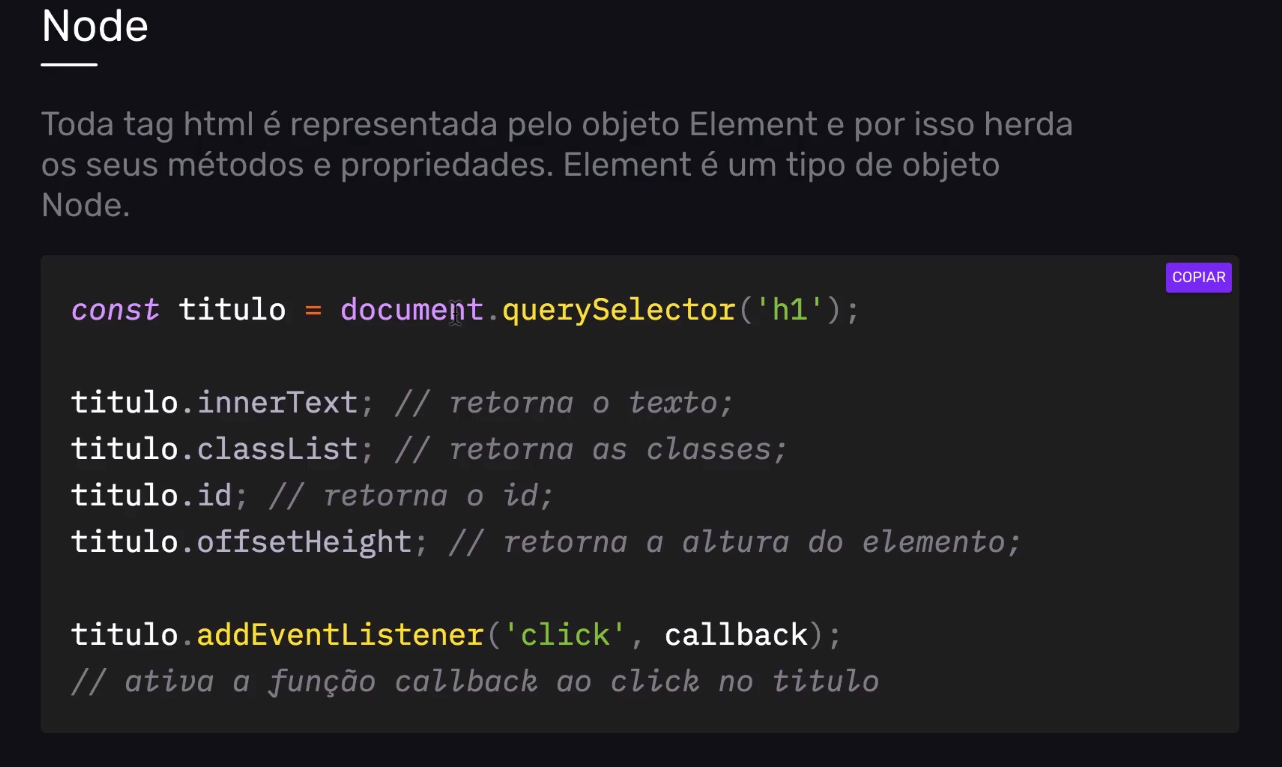 Node
Toda tag html é representada pelo objeto Element e por isso herda
os seus métodos e propriedades. Element é um tipo de objeto
Node.
COPIAR
const titulo = document.querySelector('h1');
titulo.innerText; // retorna o texto;
titulo.classList; // retorna as classes;
titulo.id; // retorna o id;
titulo.offsetHeight; // retorna a altura do elemento;
titulo.addEventListener('click', callback);
// ativa a função callback ao click no titulo